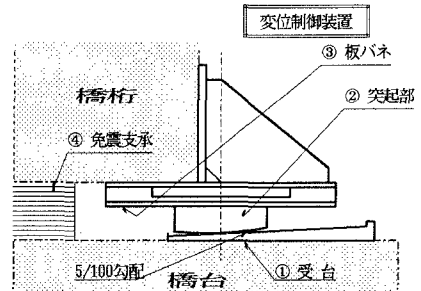 変位制御装置
③ 板バネ
橋桁
② 突起部
④ 免震支承
5/100勾配
橋台
① 受台